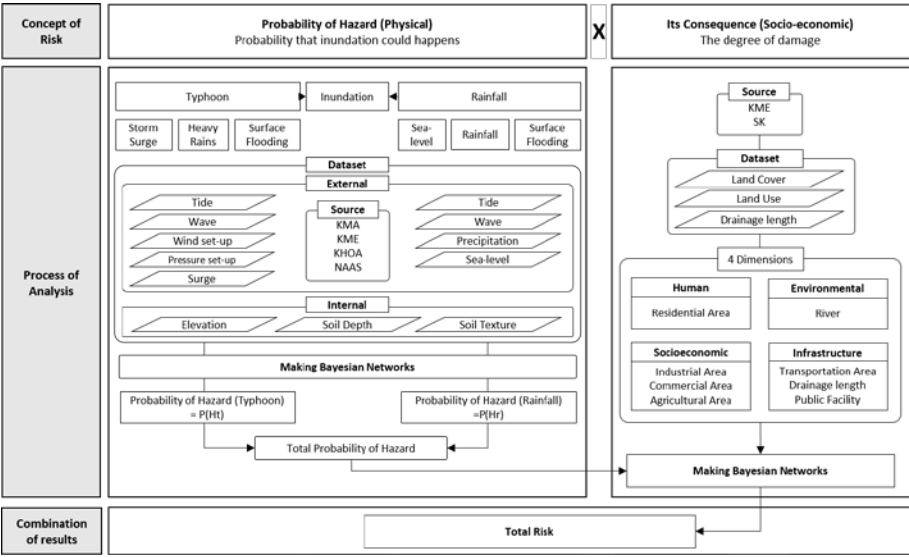 Concept of
Risk
Probability of Hazard (Physical)
Probability that inundation could happens
X
Its Consequence (Socio-economic)
The degree of damage
Process of
Analysis
Typhoon
Inundation
Rainfall
Storm
Surge
Heavy
Rains
Surface
Flooding
Sea-
level
Rainfall
Surface
Flooding
Dataset
External
Tide
Wave
Wind set-up
Pressure set-up
Surge
Source
KMA
KME
KHOA
NAAS
Tide
Wave
Precipitation
Sea-level
Internal
Elevation
Soil Depth
Soil Texture
Making Bayesian Networks
Probability of Hazard (Typhoon)
= P(Ht)
Probability of Hazard (Rainfall)
=P(Hr)
Total Probability of Hazard
Source
KME
SK
Dataset
Land Cover
Land Use
Drainage length
4 Dimensions
Human
Residential Area
Environmental
River
Socioeconomic
Industrial Area
Commercial Area
Agricultural Area
Infrastructure
Transportation Area
Drainage length
Public Facility
Making Bayesian Networks
Combination
of results
Total Risk